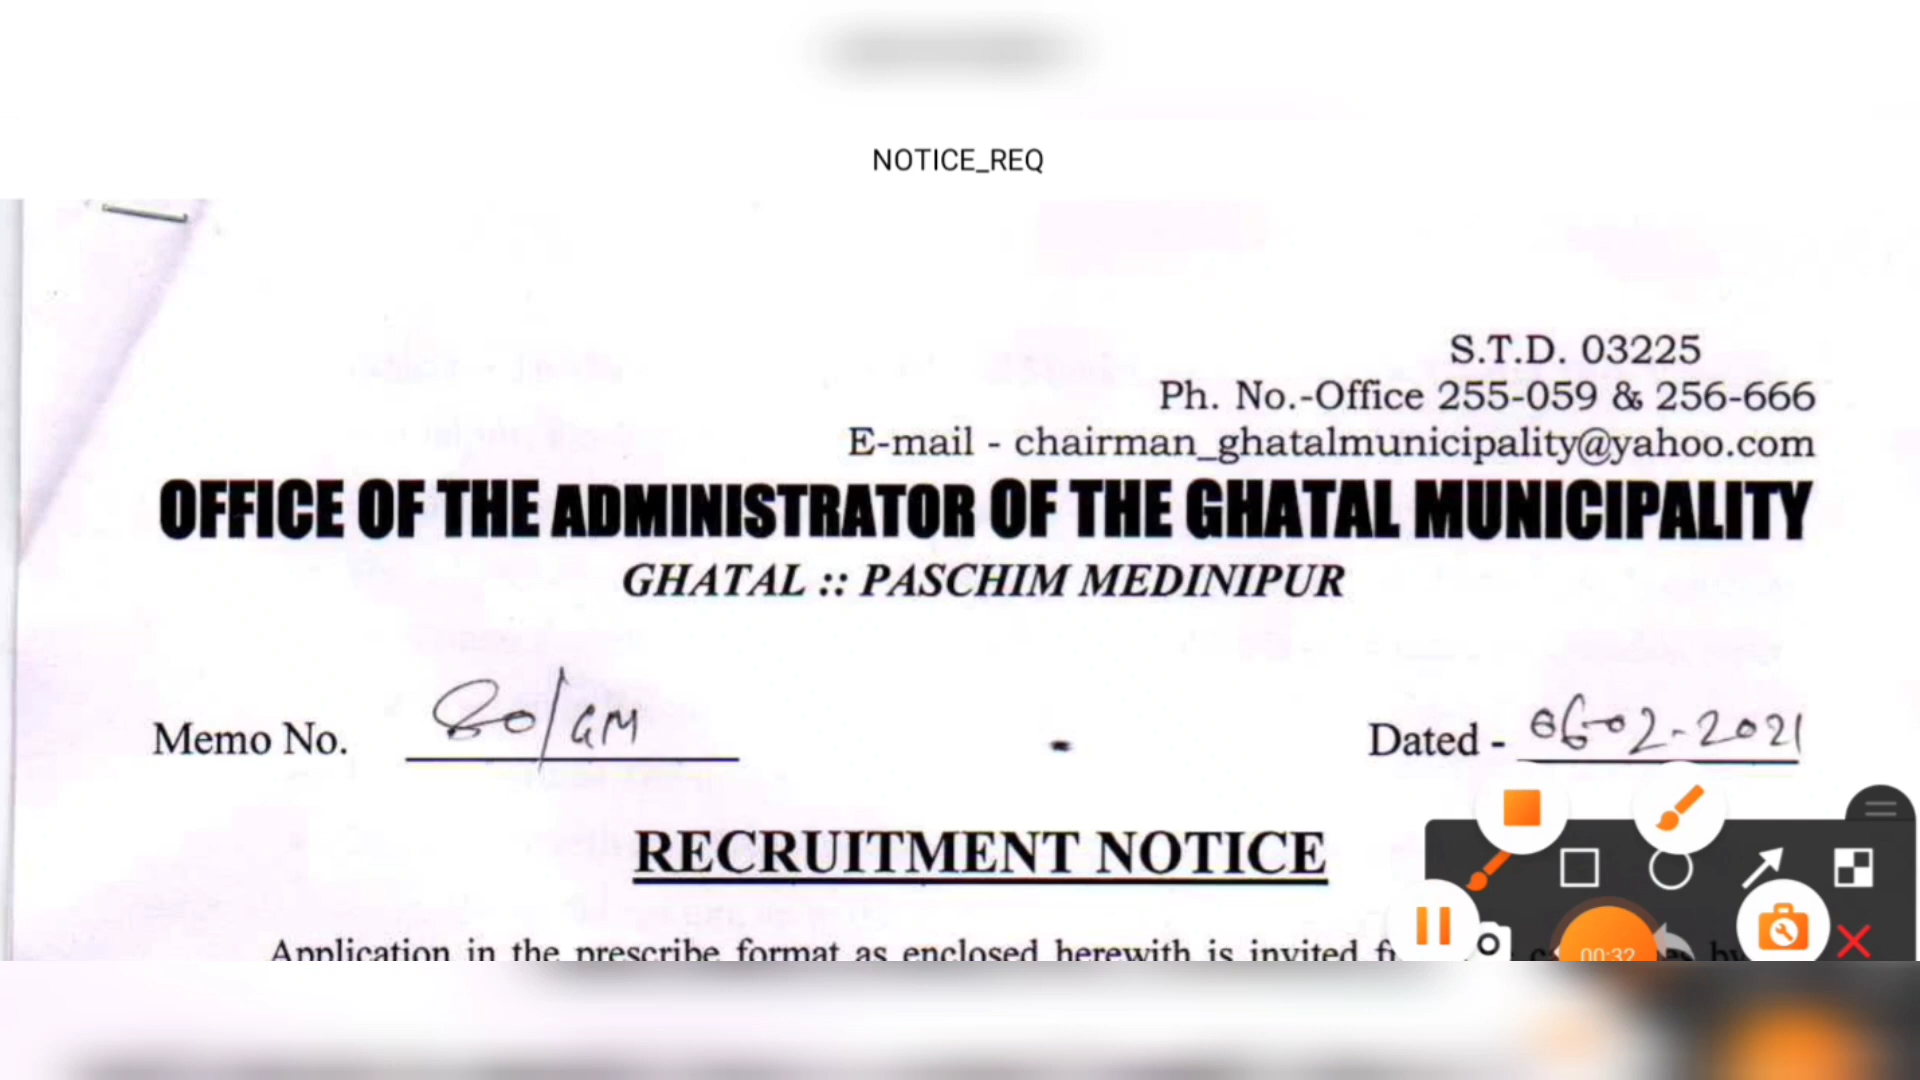 NOTICE_REQ
S.T.D. 03225
Ph. No.-Office 255-059 & 256-666
E-mail - chairman_ghatalmunicipality@yahoo.com
OFFICE OF THE ADMINISTRATOR OF THE GHATAL MUNICIPALITY
GHATAL :: PASCHIM MEDINIPUR
Memo No. 80/GM Dated - 06-02-2021
RECRUITMENT NOTICE
Application in the prescribe format as enclosed herewith is invited
00:32